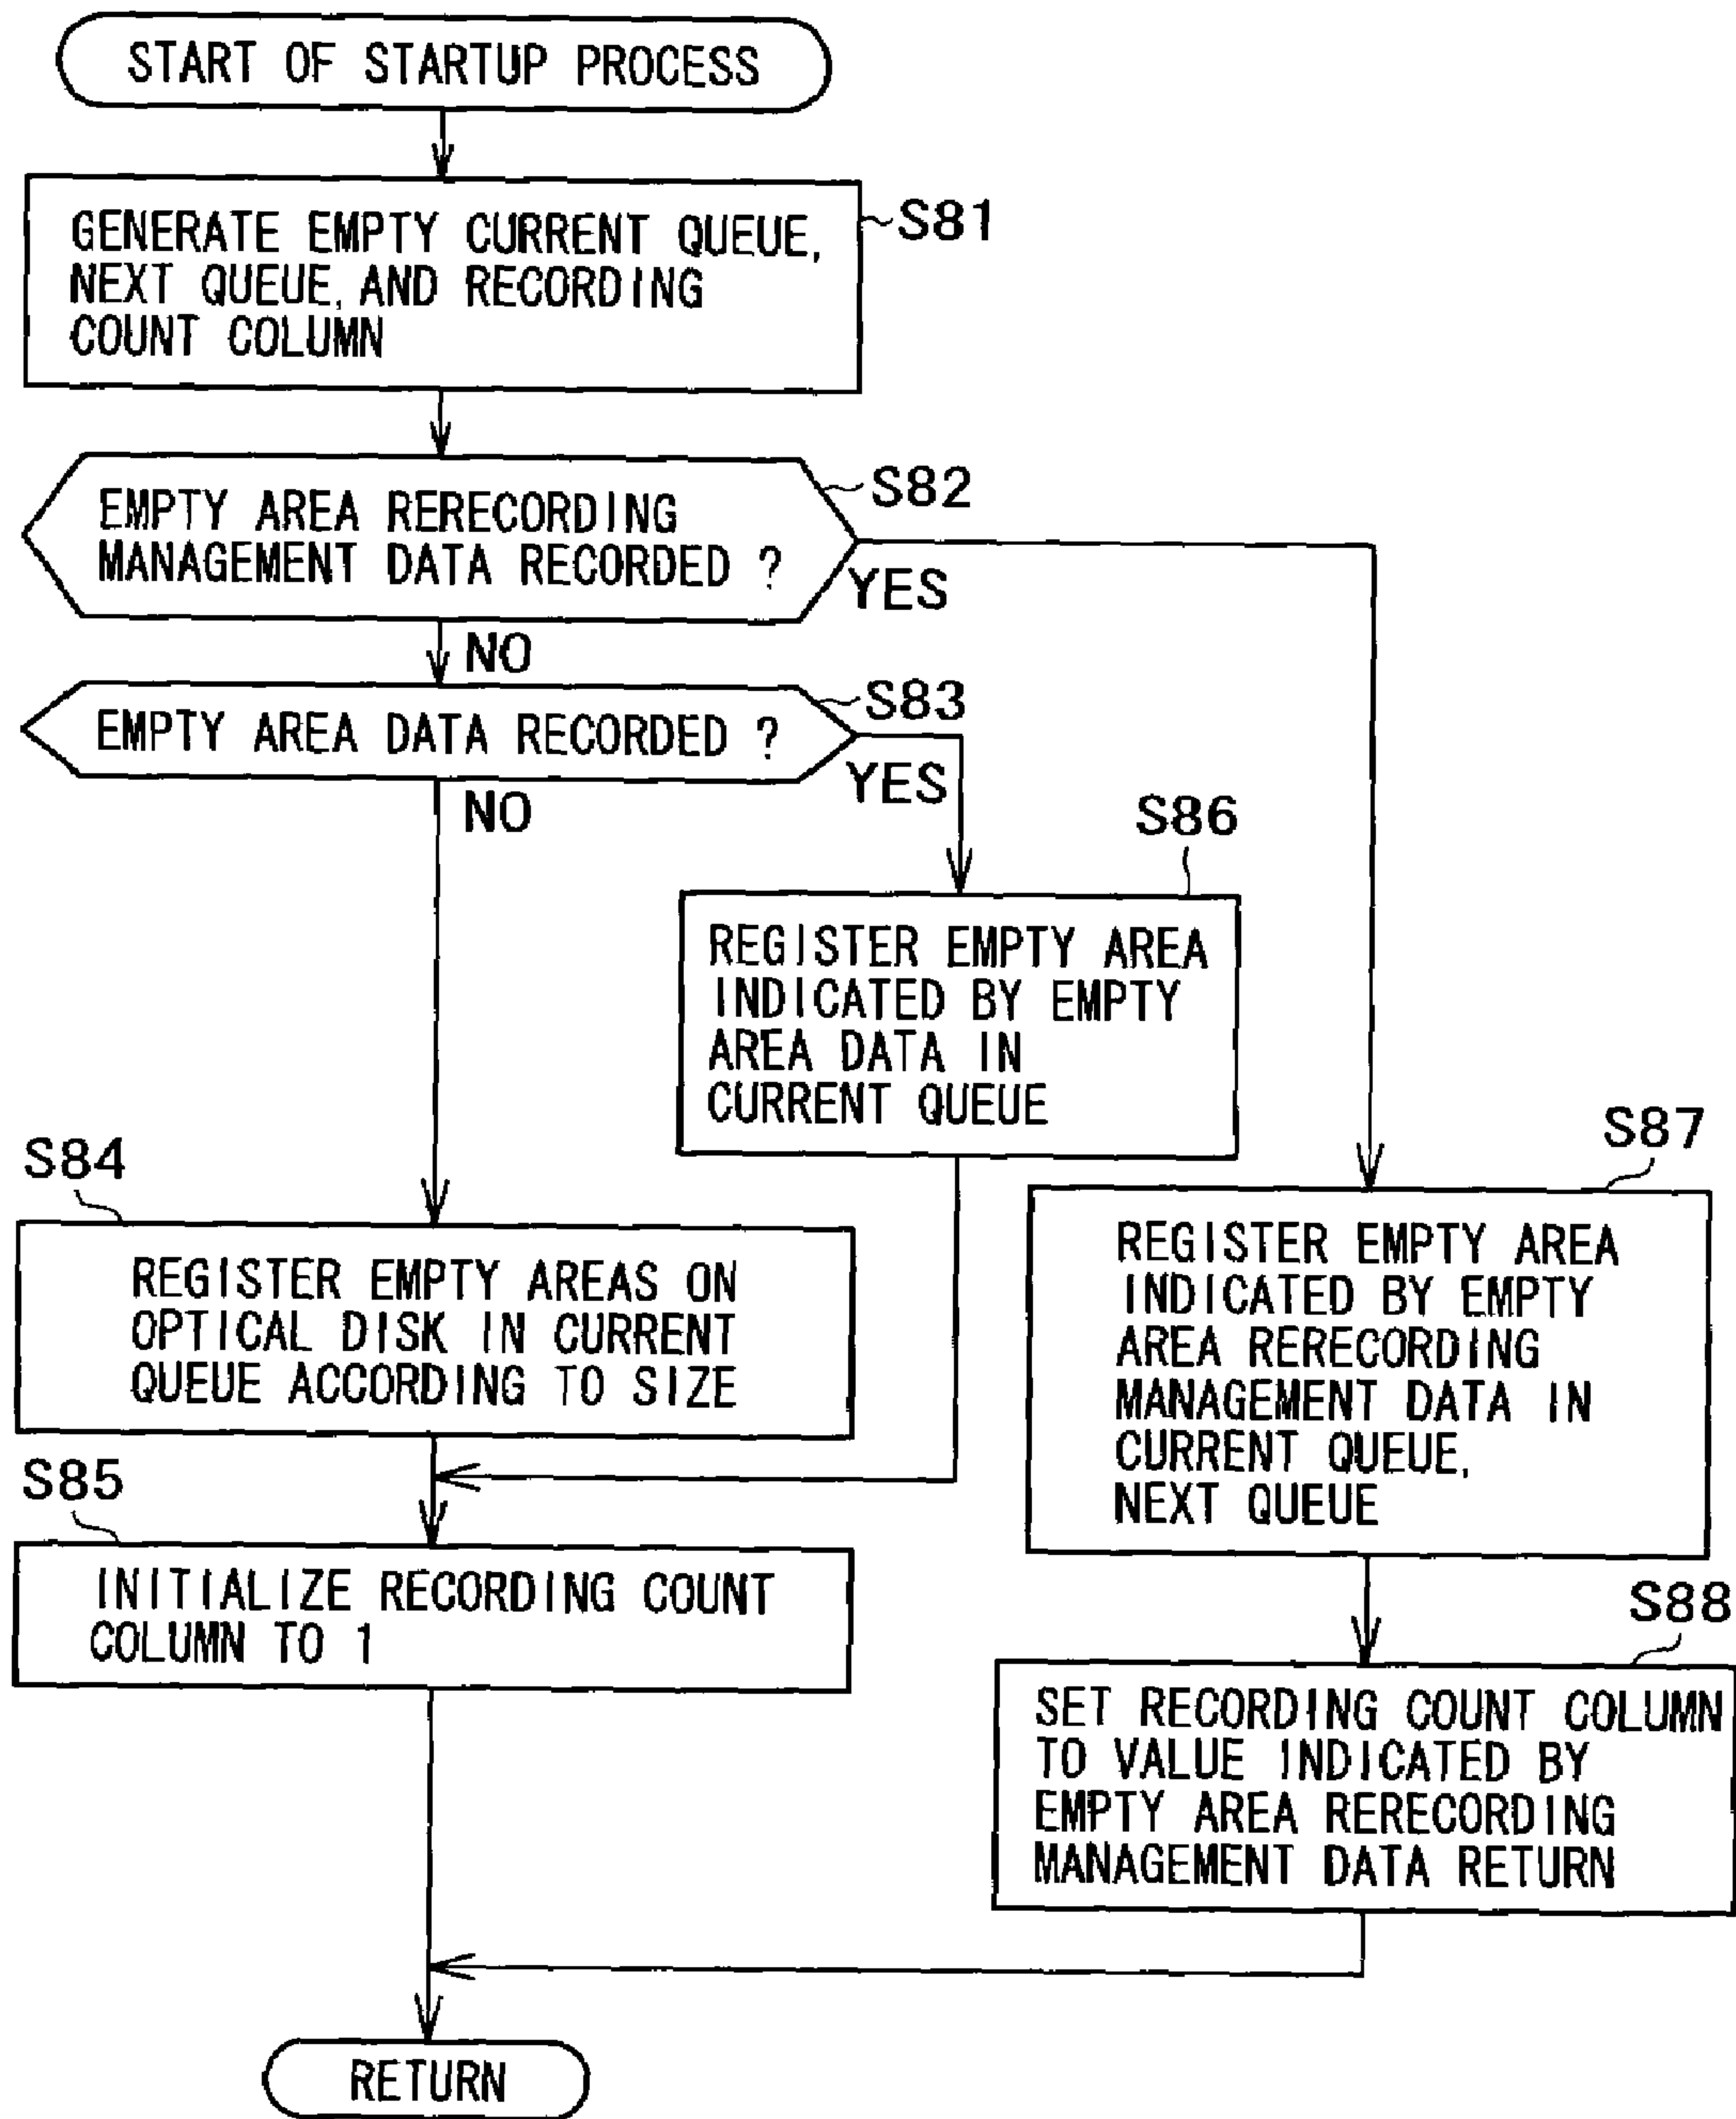 START OF STARTUP PROCESS
GENERATE EMPTY CURRENT QUEUE,
NEXT QUEUE, AND RECORDING
COUNT COLUMN
S81
EMPTY AREA RERECORDING
MANAGEMENT DATA RECORDED ?
S82
YES
NO
EMPTY AREA DATA RECORDED ?
S83
YES
NO
S86
REGISTER EMPTY AREA
INDICATED BY EMPTY
AREA DATA IN
CURRENT QUEUE
S84
REGISTER EMPTY AREAS ON
OPTICAL DISK IN CURRENT
QUEUE ACCORDING TO SIZE
S87
REGISTER EMPTY AREA
INDICATED BY EMPTY
AREA RERECORDING
MANAGEMENT DATA IN
CURRENT QUEUE,
NEXT QUEUE
S85
INITIALIZE RECORDING COUNT
COLUMN TO 1
S88
SET RECORDING COUNT COLUMN
TO VALUE INDICATED BY
EMPTY AREA RERECORDING
MANAGEMENT DATA RETURN
RETURN